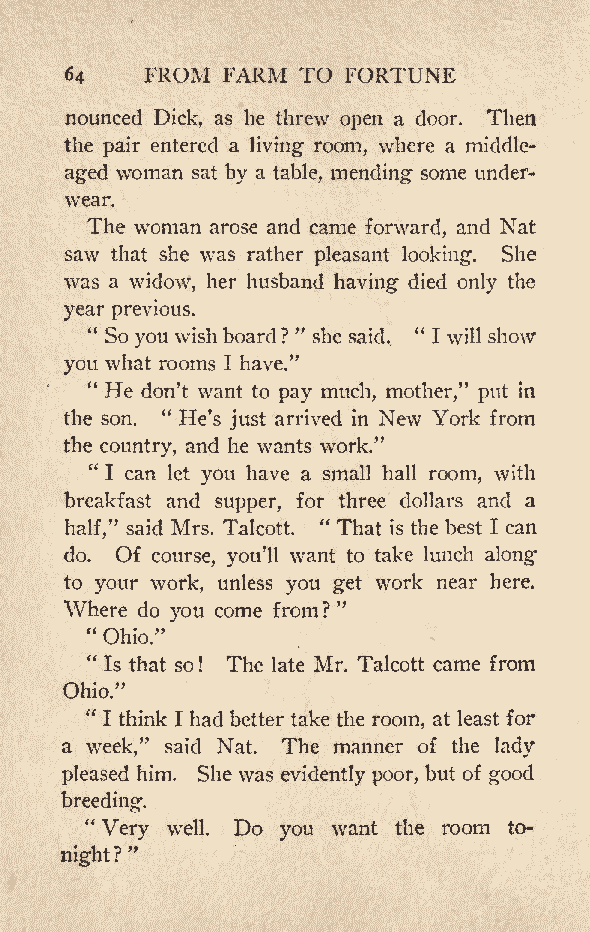 64 FROM FARM TO FORTUNE
nounced Dick, as he threw open a door. Then
the pair entered a living room, where a middle-
aged woman sat by a table, mending some under-
wear.
The woman arose and came forward, and Nat
saw that she was rather pleasant looking. She
was a widow, her husband having died only the
year previous.
“ So you wish board ? ” she said. “ I will show
you what rooms I have.”
“ He don’t want to pay much, mother,” put in
the son. “ He’s just arrived in New York from
the country, and he wants work.”
“ I can let you have a small hall room, with
breakfast and supper, for three dollars and a
half,” said Mrs. Talcott. “ That is the best I can
do. Of course, you’ll want to take lunch along
to your work, unless you get work near here.
Where do you come from ? ”
“ Ohio.”
“ Is that so! The late Mr. Talcott came from
Ohio.”
“ I think I had better take the room, at least for
a week,” said Nat. The manner of the lady
pleased him. She was evidently poor, but of good
breeding.
“ Very well. Do you want the room to-
night ? ”